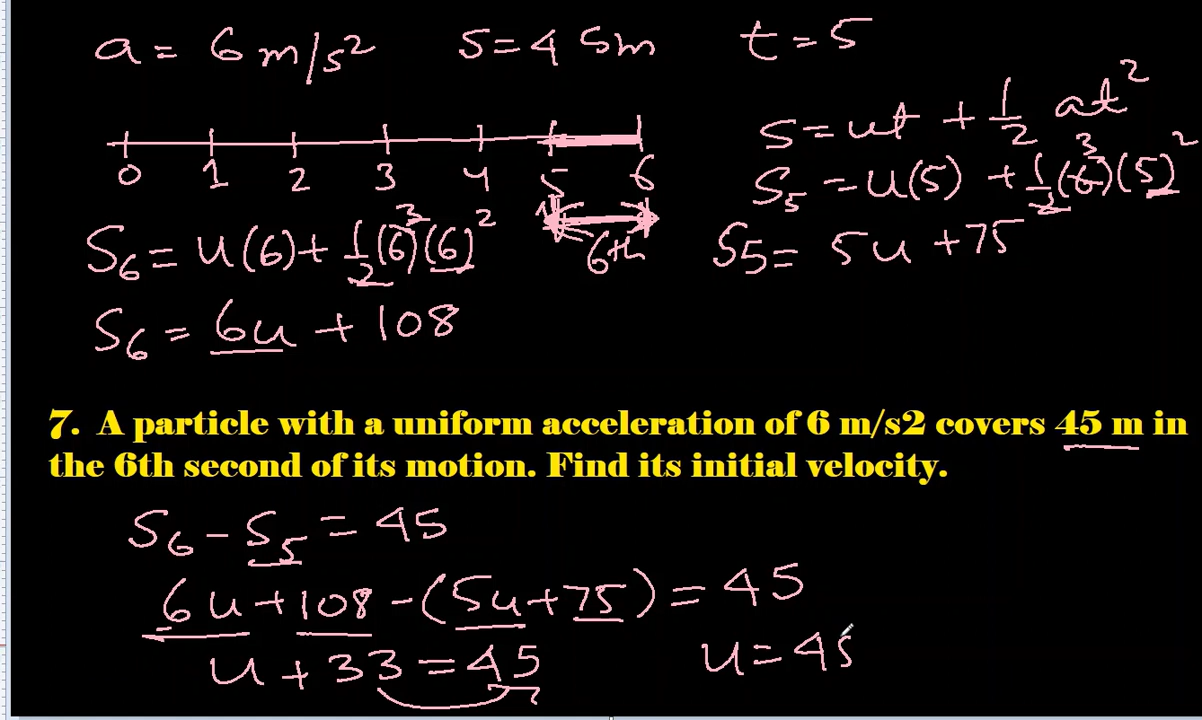 a = 6 m/s² S=45m t=5
0 1 2 3 4 5 6
6th
S=ut + 1/2 at²
S₅ = u(5) + 1/2(6)(5)²
3
S₅= 5u +75
S₆= u(6)+ 1/2(6)(6)²
3
S₆ = 6u + 108
7. A particle with a uniform acceleration of 6 m/s2 covers 45 m in
the 6th second of its motion. Find its initial velocity.
S₆ - S₅ = 45
6u+108-(5u+75)=45
u+33=45 u=45